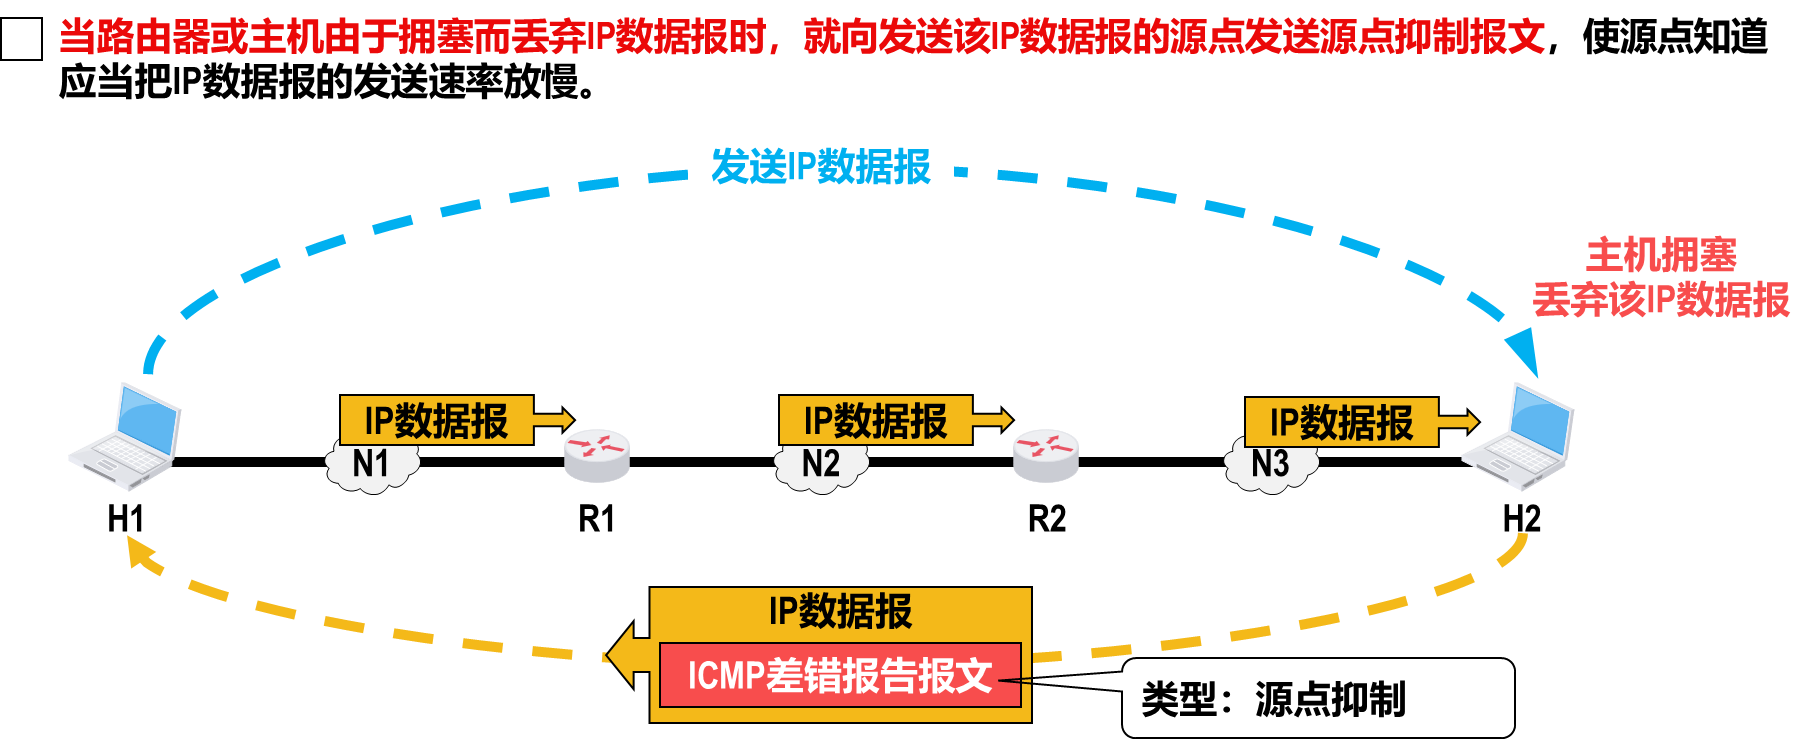 当路由器或主机由于拥塞而丢弃IP数据报时，就向发送该IP数据报的源点发送源点抑制报文，使源点知道
应当把IP数据报的发送速率放慢。
发送IP数据报
主机拥塞
丢弃该IP数据报
IP数据报
IP数据报
IP数据报
N1
N2
N3
H1
R1
R2
H2
IP数据报
ICMP差错报告报文
类型：源点抑制